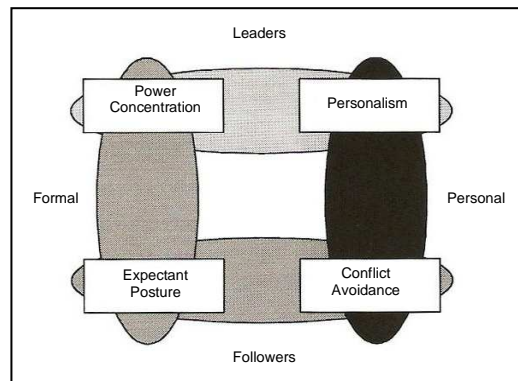 Leaders
Power
Concentration
Personalism
Formal
Personal
Expectant
Posture
Conflict
Avoidance
Followers